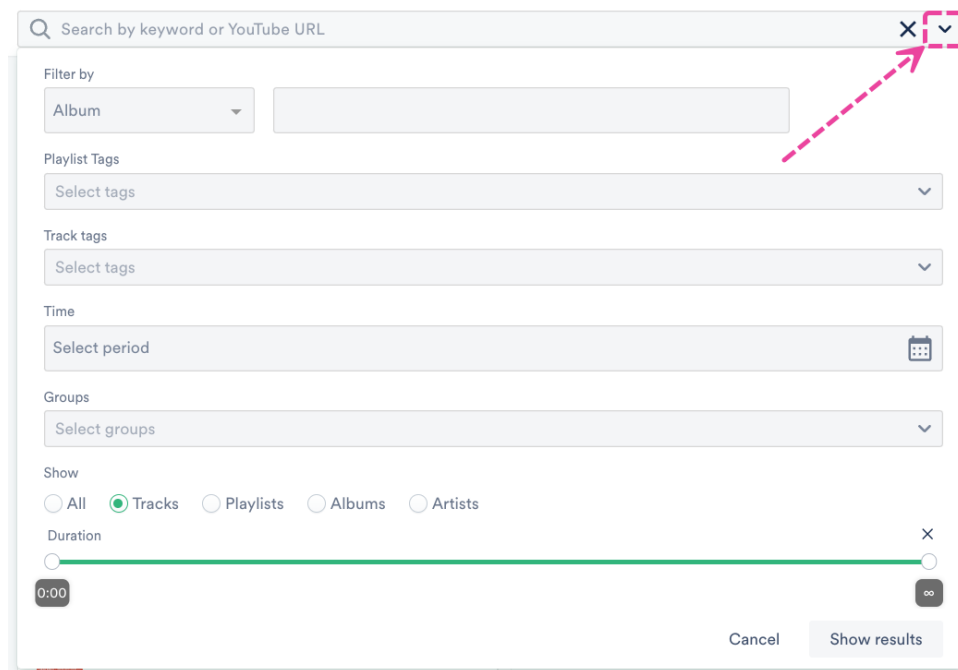 Search by keyword or YouTube URL
Filter by
Album
Playlist Tags
Select tags
Track tags
Select tags
Time
Select period
Groups
Select groups
Show
All Tracks Playlists Albums Artists
Duration
0:00 ∞
Cancel Show results